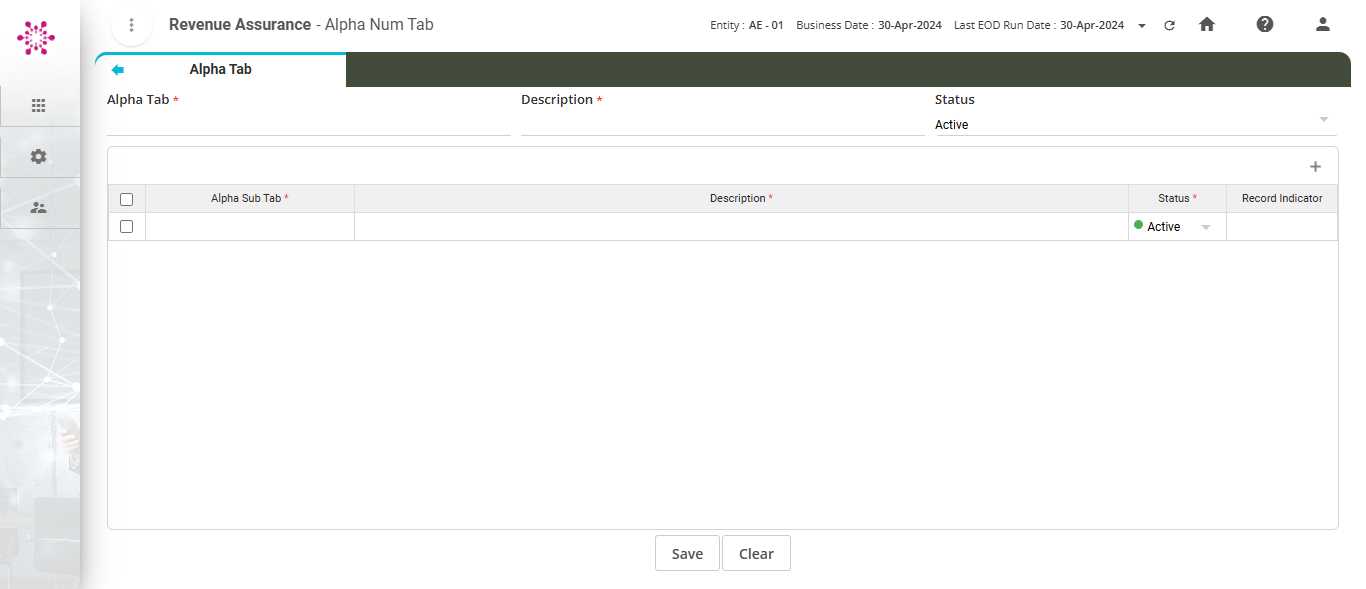 Revenue Assurance - Alpha Num Tab
Entity : AE - 01 Business Date : 30-Apr-2024 Last EOD Run Date : 30-Apr-2024
Alpha Tab
Alpha Tab * Description * Status
Active
Alpha Sub Tab * Description * Status * Record Indicator
Active
Save Clear